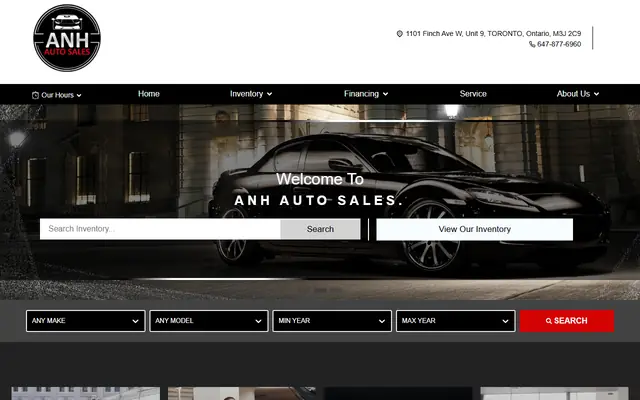 ANH
AUTO SALES
1101 Finch Ave W, Unit 9, TORONTO, Ontario, M3J 2C9
647-877-6960
Our Hours
Home
Inventory
Financing
Service
About Us
Welcome To
ANH AUTO SALES.
Search Inventory...
Search
View Our Inventory
ANY MAKE
ANY MODEL
MIN YEAR
MAX YEAR
SEARCH